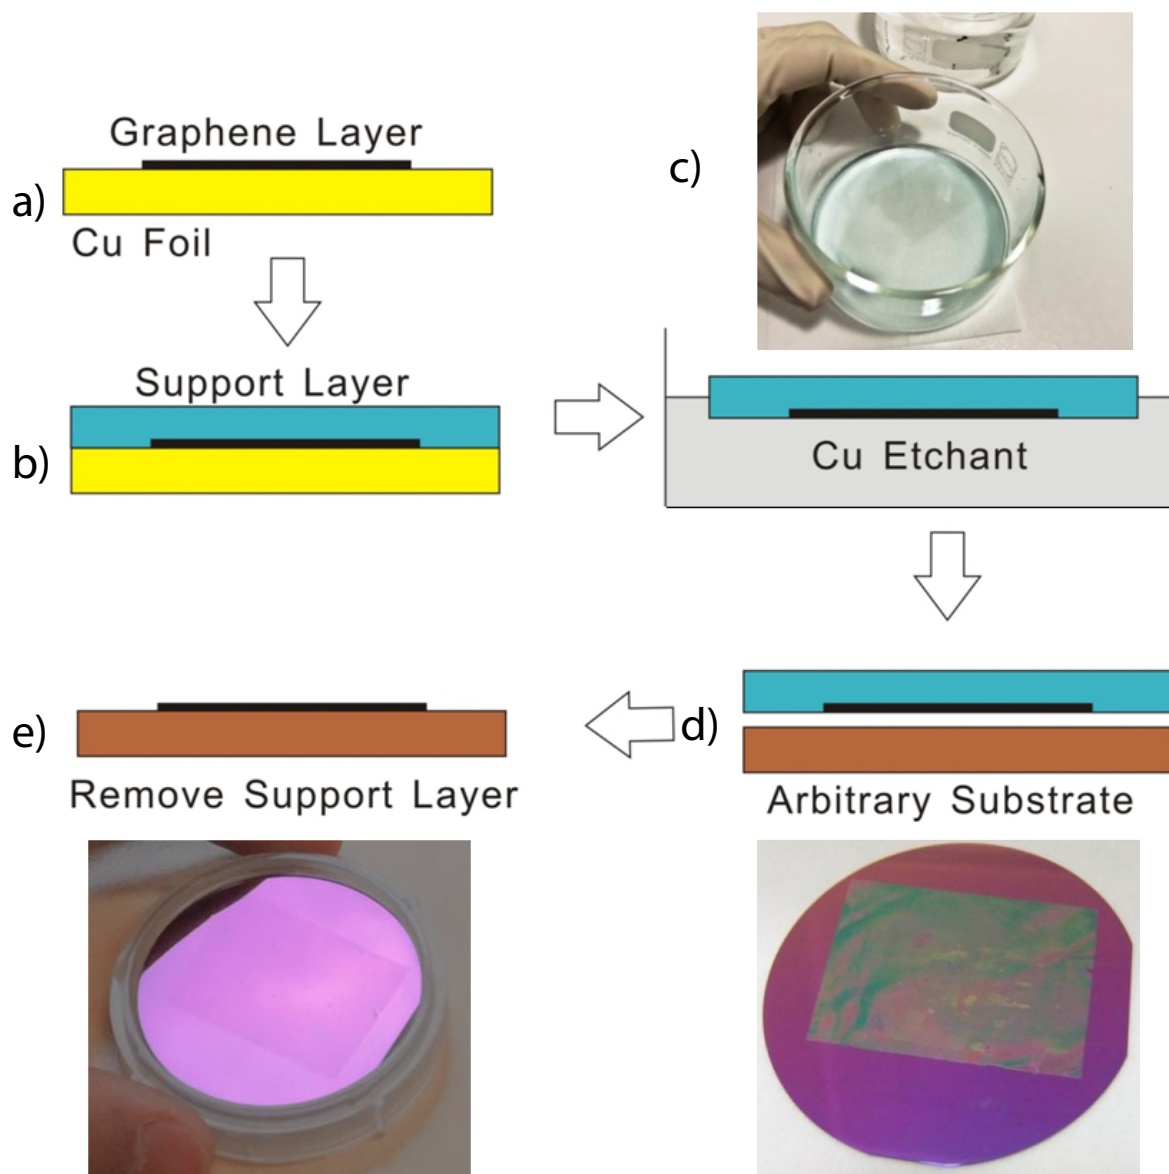 a)
Graphene Layer
Cu Foil
b)
Support Layer
c)
Cu Etchant
d)
Arbitrary Substrate
e)
Remove Support Layer